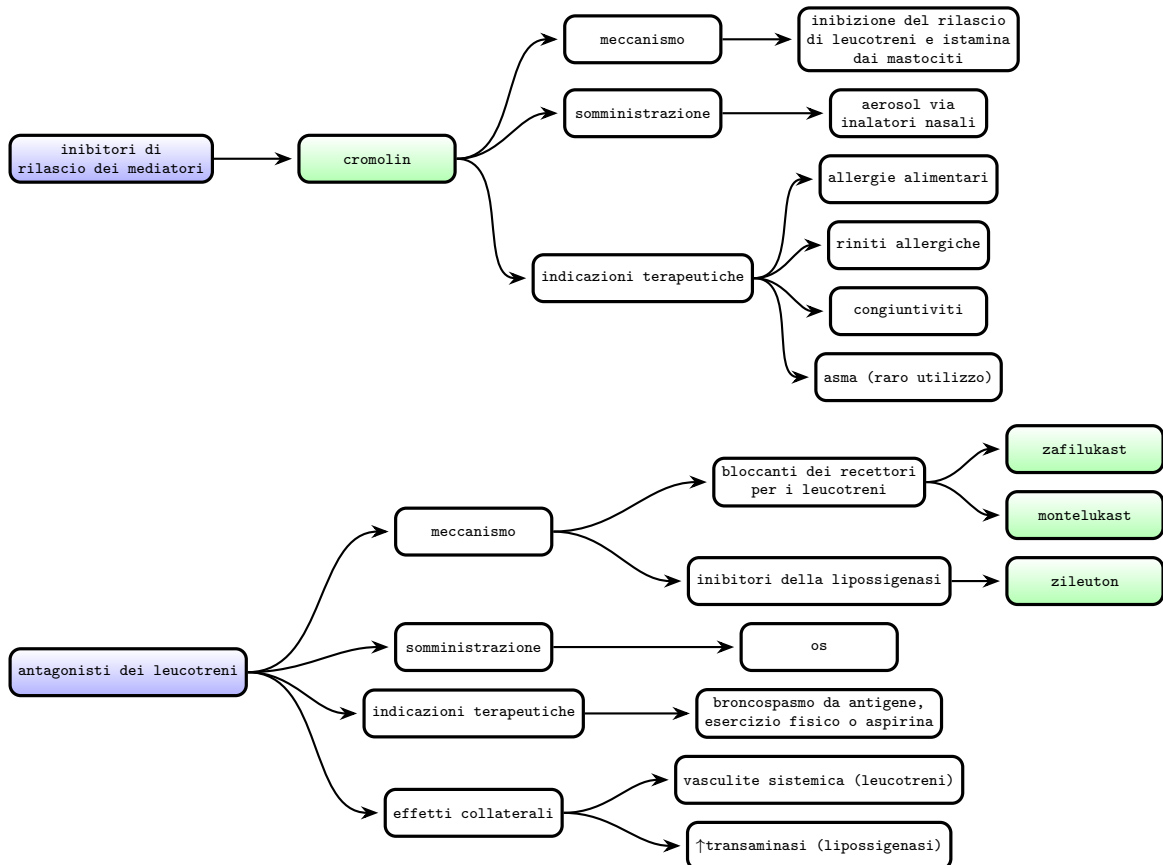 inibitori di
rilascio dei mediatori
cromolin
meccanismo
inibizione del rilascio
di leucotreni e istamina
dai mastociti
somministrazione
aerosol via
inalatori nasali
indicazioni terapeutiche
allergie alimentari
riniti allergiche
congiuntiviti
asma (raro utilizzo)
antagonisti dei leucotreni
meccanismo
bloccanti dei recettori
per i leucotreni
zafilukast
montelukast
inibitori della lipossigenasi
zileuton
somministrazione
os
indicazioni terapeutiche
broncospasmo da antigene,
esercizio fisico o aspirina
effetti collaterali
vasculite sistemica (leucotreni)
↑transaminasi (lipossigenasi)